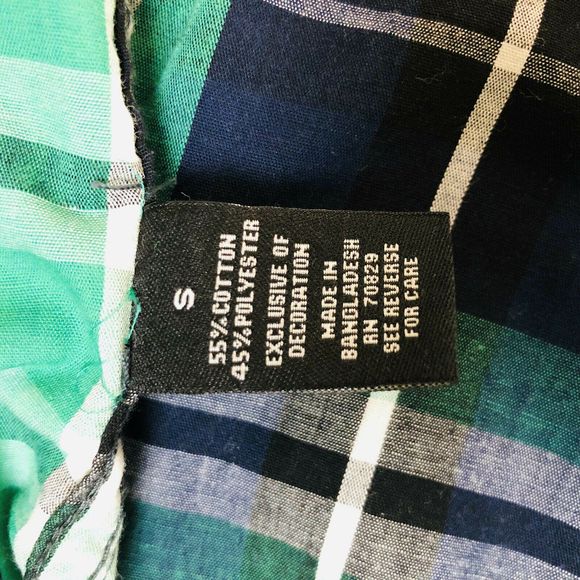 S
55% COTTON
45% POLYESTER
EXCLUSIVE OF
DECORATION
MADE IN
BANGLADESH
RN 70829
SEE REVERSE
FOR CARE